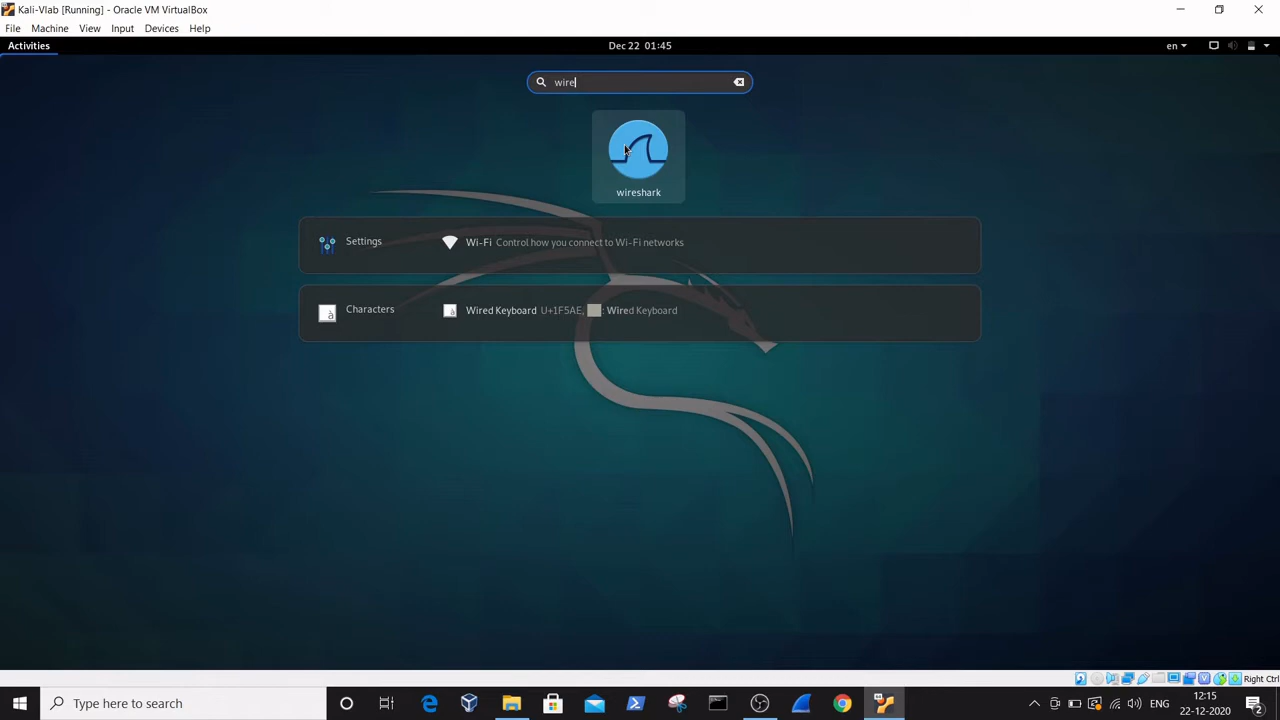 Kali-Vlab [Running] - Oracle VM VirtualBox
File Machine View Input Devices Help
Activities
Dec 22 01:45
en
wire
wireshark
Settings
Wi-Fi Control how you connect to Wi-Fi networks
Characters
Wired Keyboard U+1F5AE, : Wired Keyboard
Right Ctrl
Type here to search
ENG
12:15
22-12-2020
2